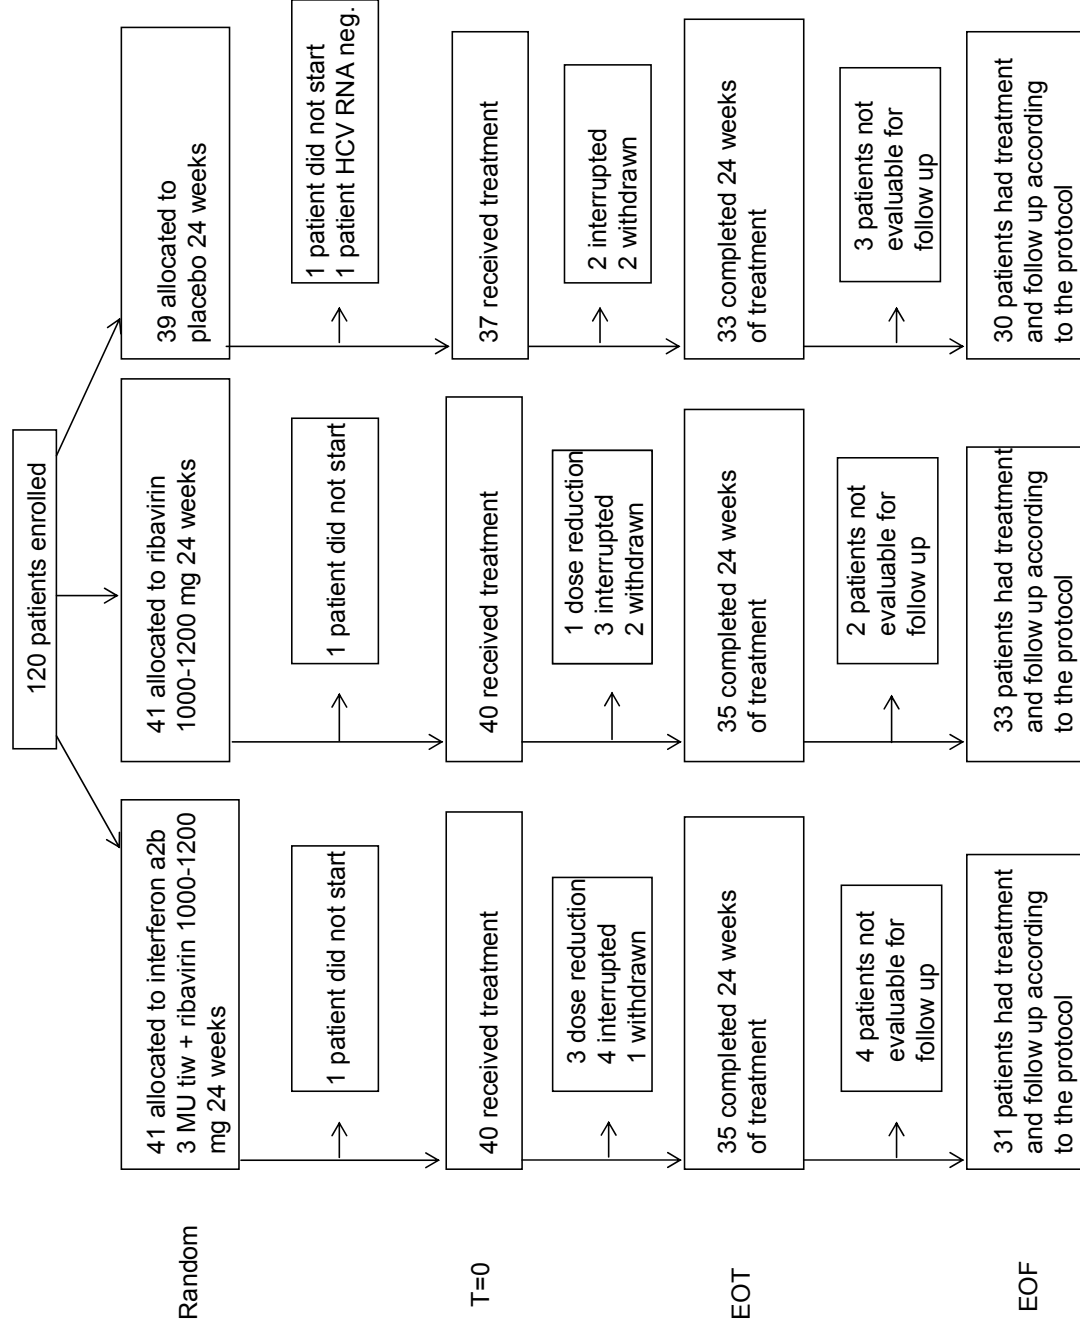 120 patients enrolled
Random
41 allocated to interferon a2b
3 MU tiw + ribavirin 1000-1200
mg 24 weeks
41 allocated to ribavirin
1000-1200 mg 24 weeks
39 allocated to
placebo 24 weeks
1 patient did not start
1 patient did not start
1 patient did not start
1 patient HCV RNA neg.
T=0
40 received treatment
40 received treatment
37 received treatment
3 dose reduction
4 interrupted
1 withdrawn
1 dose reduction
3 interrupted
2 withdrawn
2 interrupted
2 withdrawn
EOT
35 completed 24 weeks
of treatment
35 completed 24 weeks
of treatment
33 completed 24 weeks
of treatment
4 patients not
evaluable for
follow up
2 patients not
evaluable for
follow up
3 patients not
evaluable for
follow up
EOF
31 patients had treatment
and follow up according
to the protocol
33 patients had treatment
and follow up according
to the protocol
30 patients had treatment
and follow up according
to the protocol